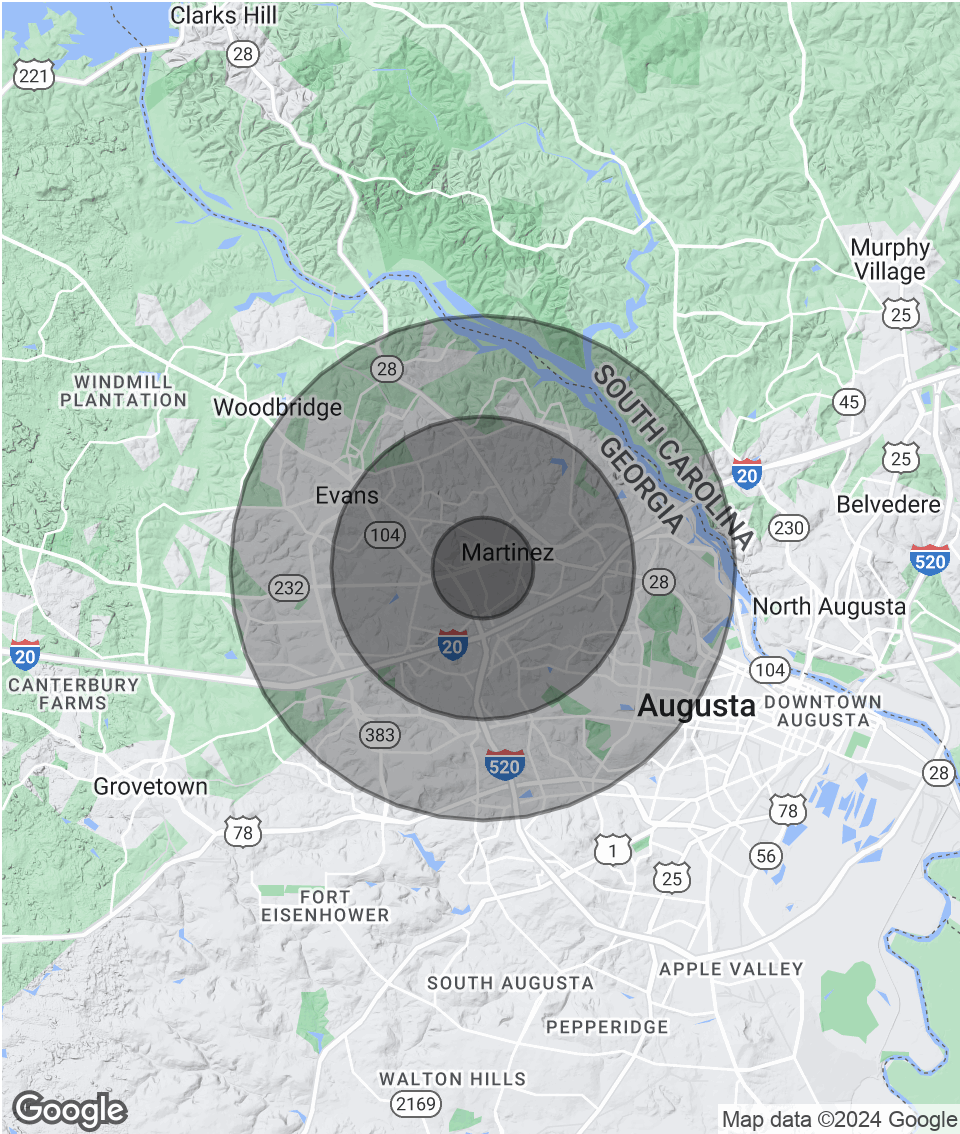 Clarks Hill
28
221
Murphy
Village
25
28
WINDMILL
PLANTATION
Woodbridge
45
SOUTH CAROLINA
GEORGIA
25
20
Evans
Belvedere
104
230
Martinez
520
232
28
North Augusta
20
20
104
CANTERBURY
FARMS
Augusta
DOWNTOWN
AUGUSTA
383
520
28
Grovetown
78
78
1
56
25
FORT
EISENHOWER
APPLE VALLEY
SOUTH AUGUSTA
PEPPERIDGE
WALTON HILLS
2169
Google
Map data ©2024 Google